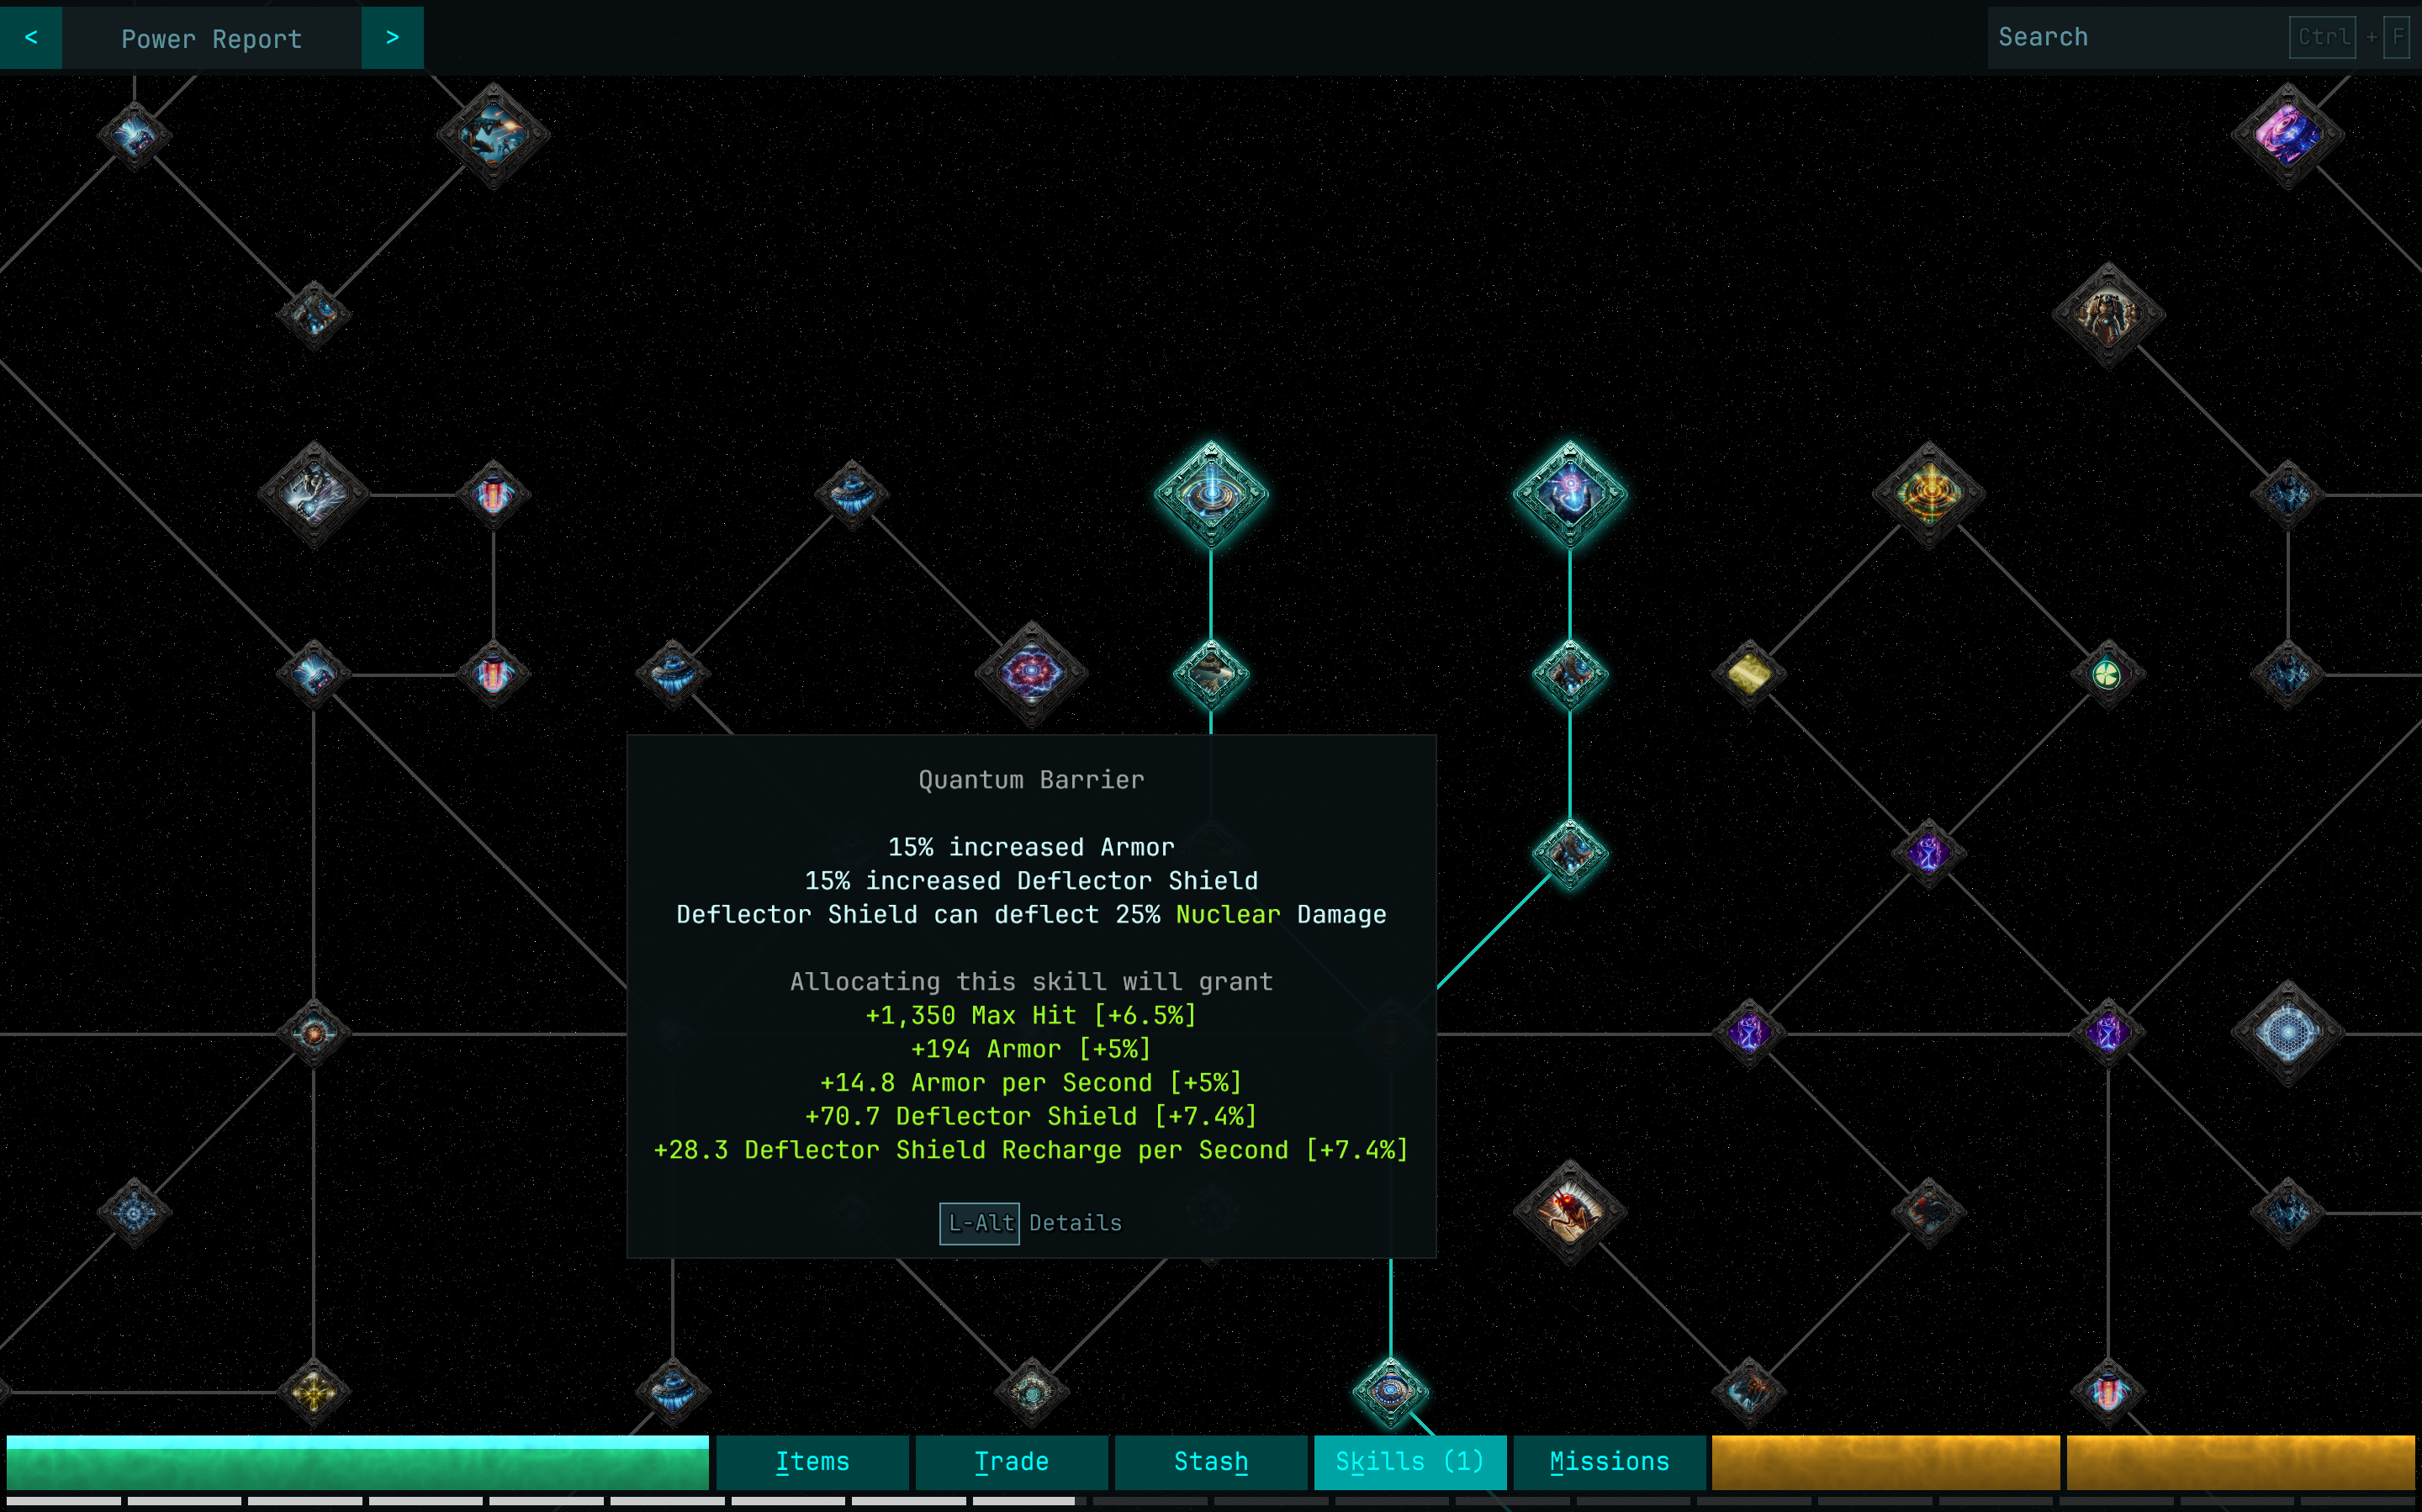 < Power Report >
Search Ctrl + F
Quantum Barrier
15% increased Armor
15% increased Deflector Shield
Deflector Shield can deflect 25% Nuclear Damage
Allocating this skill will grant
+1,350 Max Hit [+6.5%]
+194 Armor [+5%]
+14.8 Armor per Second [+5%]
+70.7 Deflector Shield [+7.4%]
+28.3 Deflector Shield Recharge per Second [+7.4%]
L-Alt Details
Items Trade Stash Skills (1) Missions